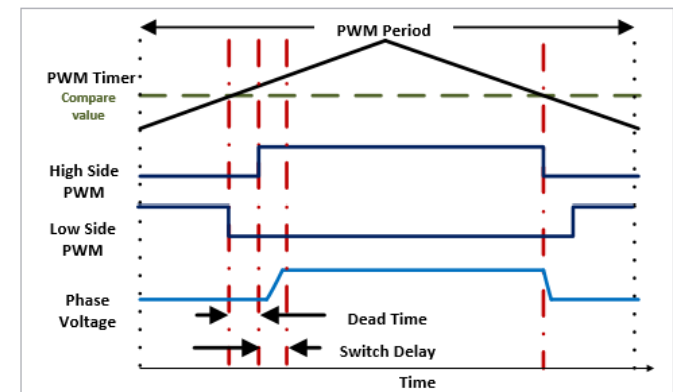 PWM Period
PWM Timer
Compare
value
High Side
PWM
Low Side
PWM
Phase
Voltage
Dead Time
Switch Delay
Time